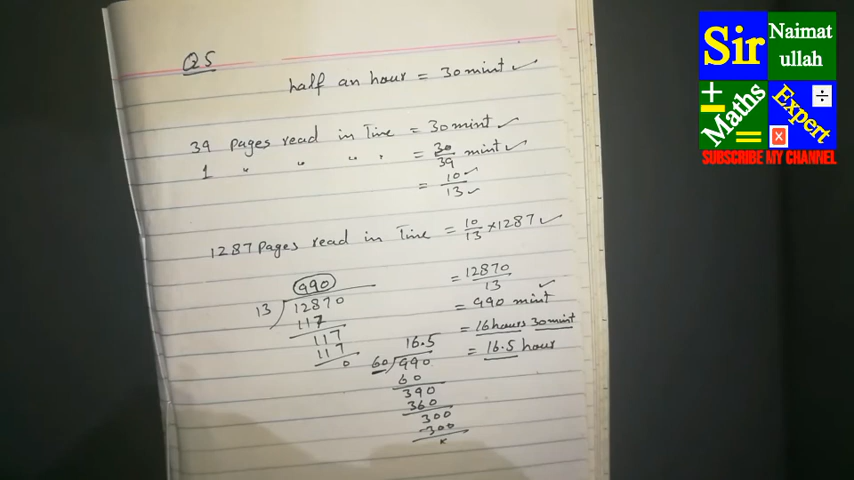 Q5
half an hour = 30 mint ✓
39 Pages read in Time = 30 mint ✓
1 " " " " = 30/39 mint ✓
= 10/13 ✓
1287 Pages read in Time = 10/13 × 1287 ✓
= 12870/13
= 990 mint ✓
= 16 hours 30 mint
= 16.5 hour
990
13 ) 12870
117
117
117
0
16.5
60 ) 990
60
390
360
300
300
×
Sir Naimat
ullah
+ Maths Expert ÷
− = ×
SUBSCRIBE MY CHANNEL